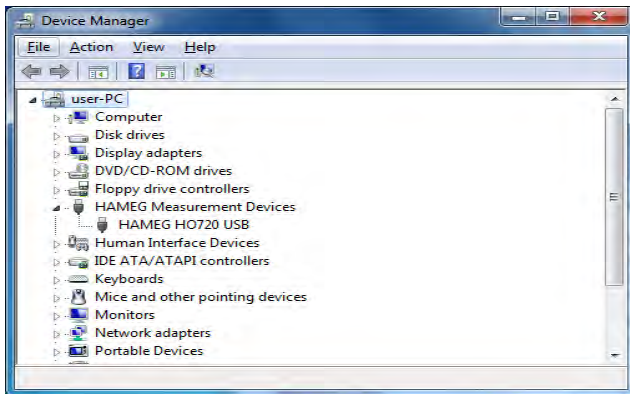 Device Manager
File Action View Help
user-PC
Computer
Disk drives
Display adapters
DVD/CD-ROM drives
Floppy drive controllers
HAMEG Measurement Devices
HAMEG HO720 USB
Human Interface Devices
IDE ATA/ATAPI controllers
Keyboards
Mice and other pointing devices
Monitors
Network adapters
Portable Devices